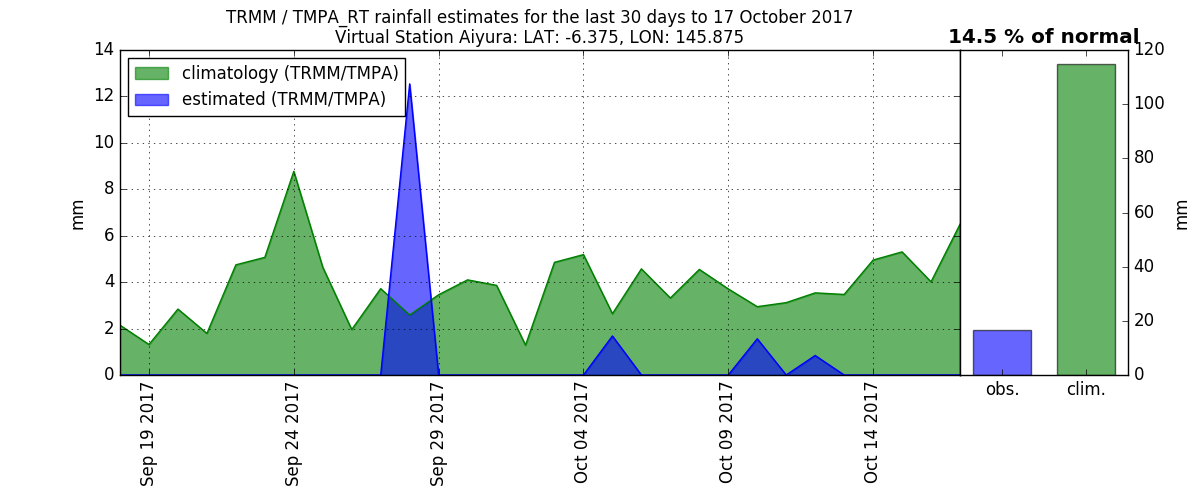 TRMM / TMPA_RT rainfall estimates for the last 30 days to 17 October 2017
Virtual Station Aiyura: LAT: -6.375, LON: 145.875
14.5 % of normal
climatology (TRMM/TMPA)
estimated (TRMM/TMPA)
14
12
10
8
6
4
2
0
mm
Sep 19 2017
Sep 24 2017
Sep 29 2017
Oct 04 2017
Oct 09 2017
Oct 14 2017
obs.
clim.
120
100
80
60
40
20
0
mm